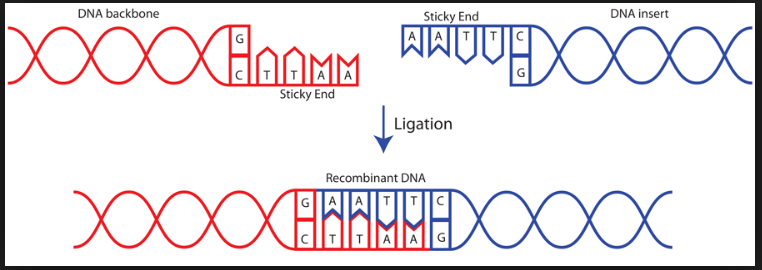 DNA backbone
Sticky End
DNA insert
G
A A T T C
C T T A A
G
Sticky End
Ligation
Recombinant DNA
G A A T T C
C T T A A G